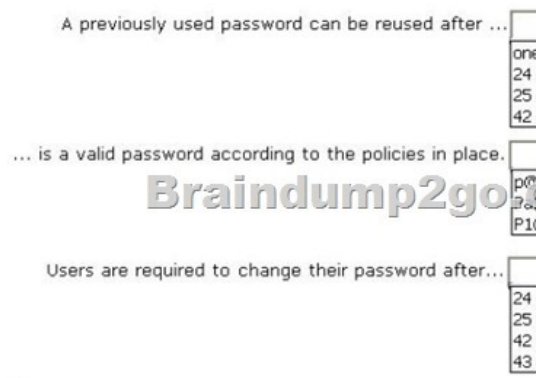 A previously used password can be reused after ...
one
24
25
42
... is a valid password according to the policies in place.
p@
P1
Braindump2go.
Users are required to change their password after...
24
25
42
43